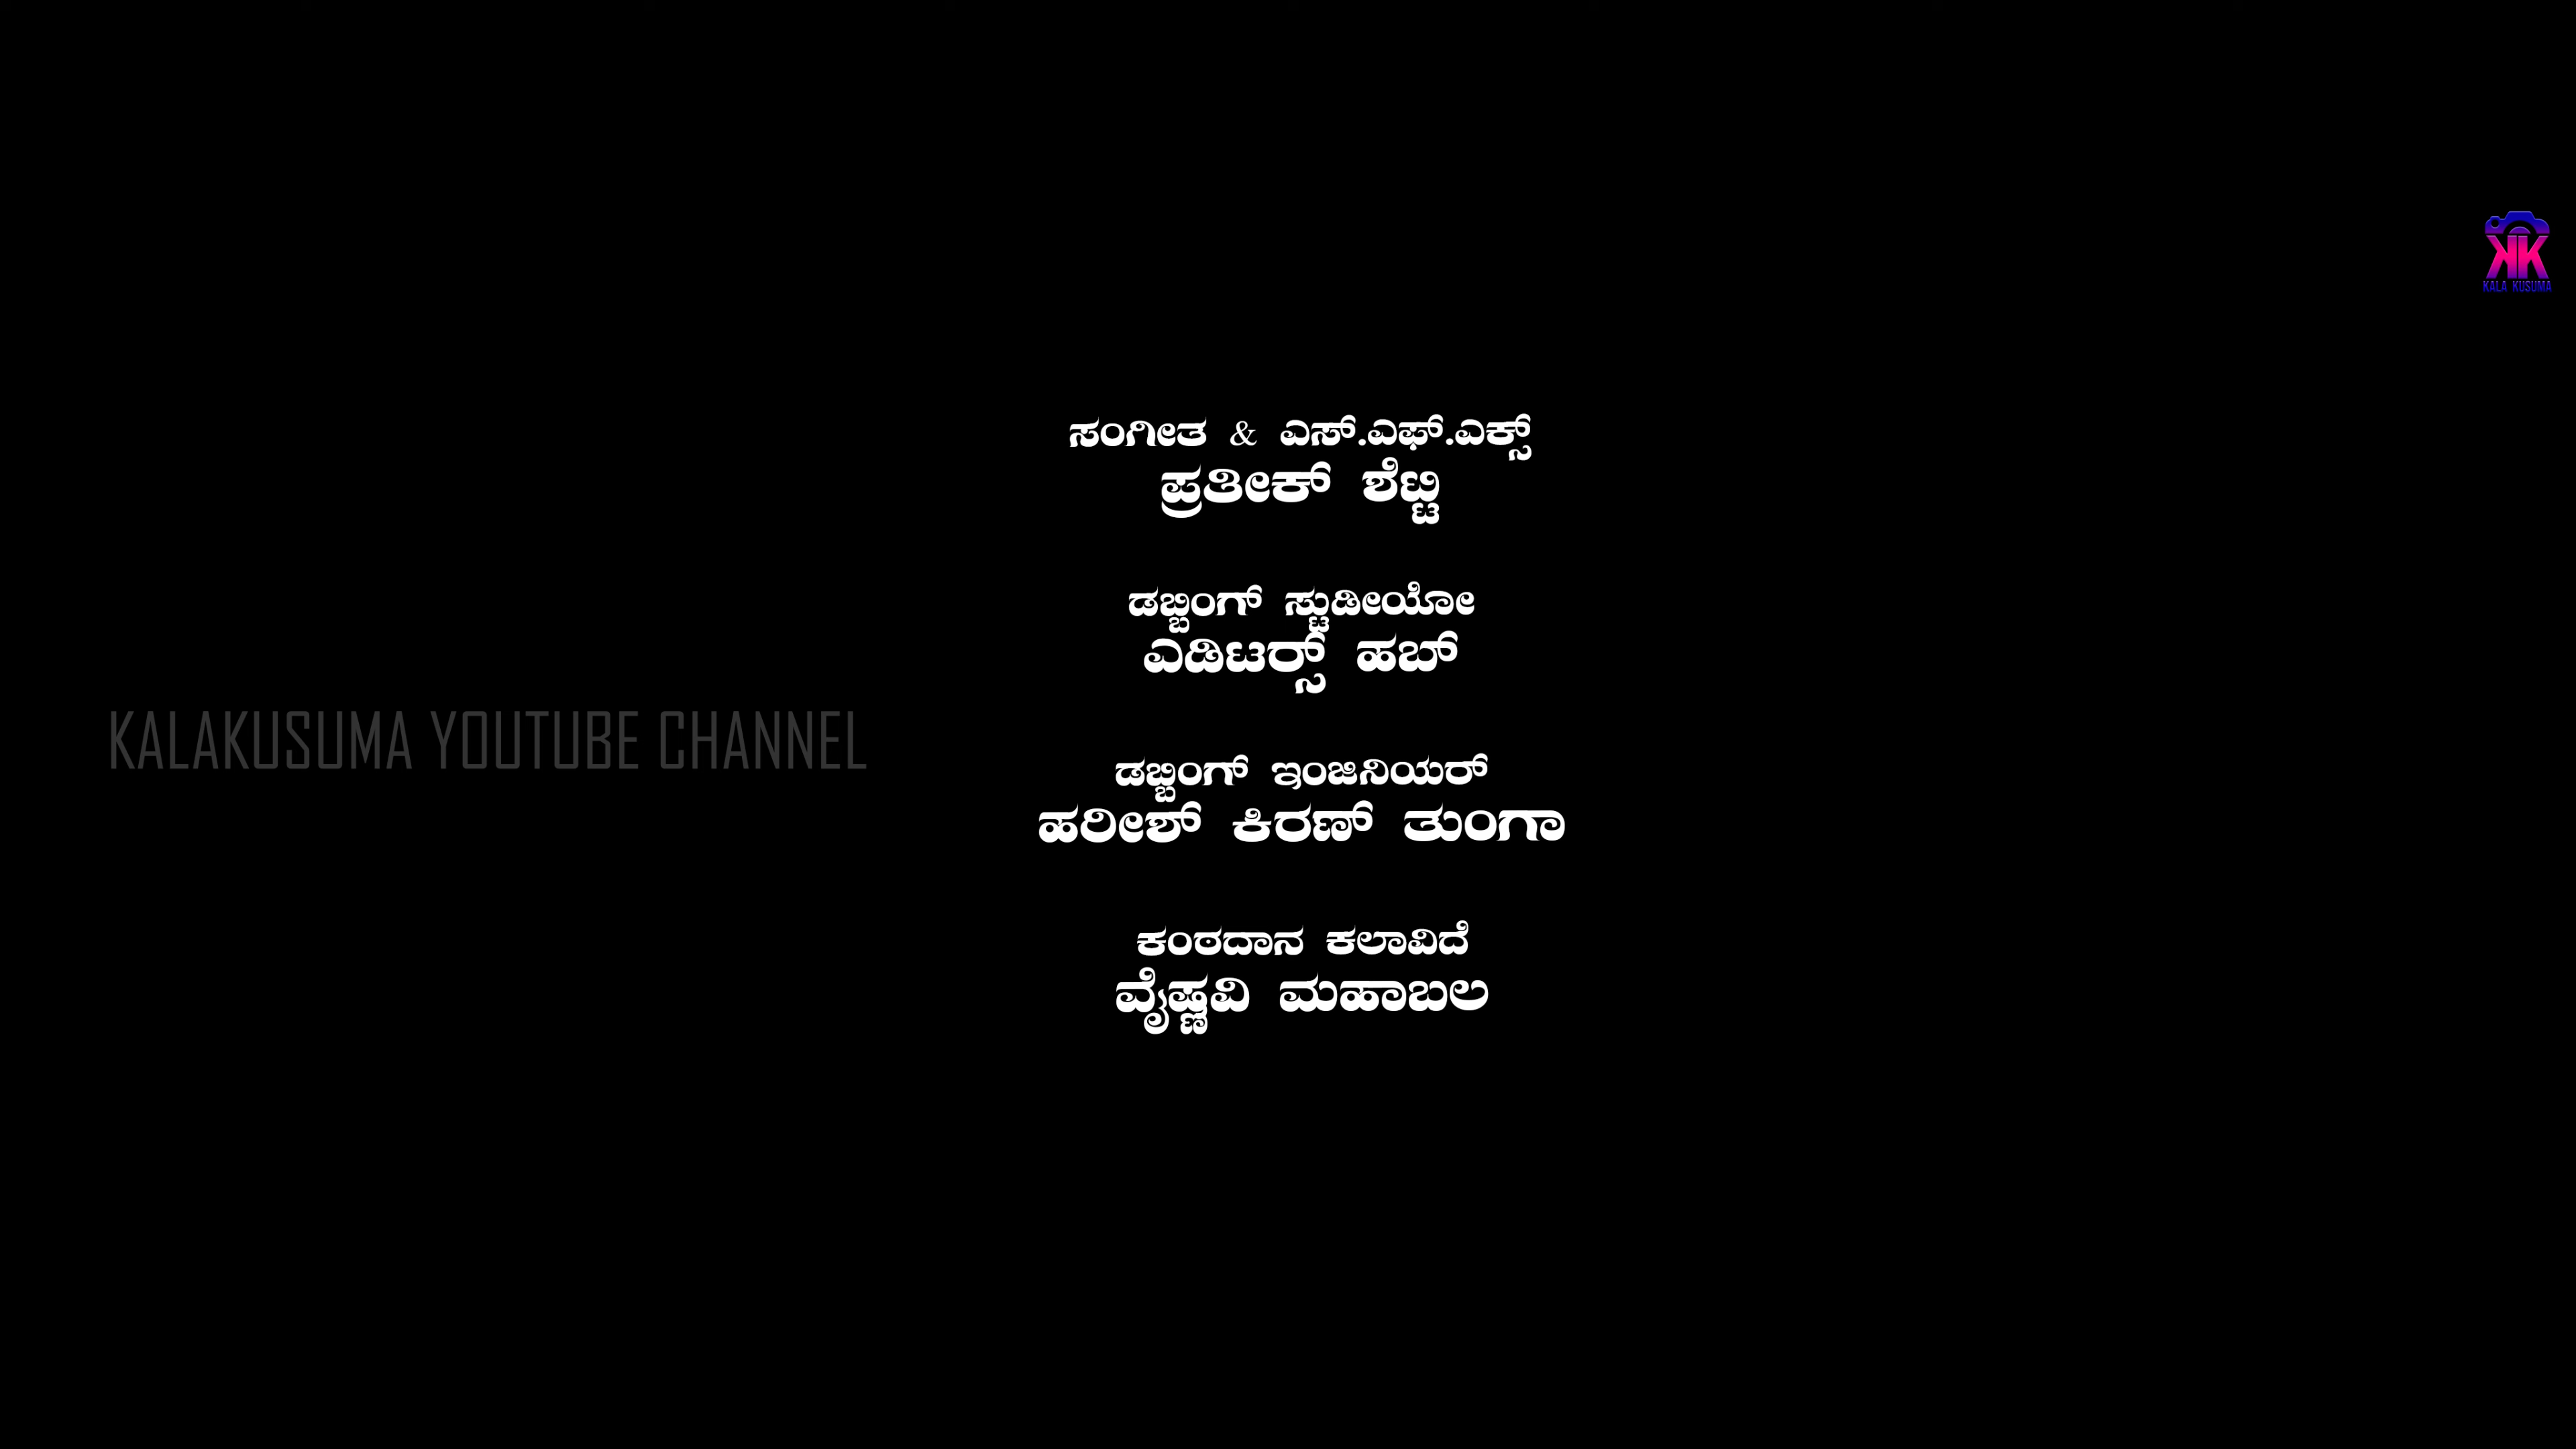 KALA KUSUMA
ಸಂಗೀತ & ಎಸ್.ಎಫ್.ಎಕ್ಸ್
ಪ್ರತೀಕ್ ಶೆಟ್ಟಿ
ಡಬ್ಬಿಂಗ್ ಸ್ಟುಡೀಯೋ
ಎಡಿಟರ‍್ಸ್ ಹಬ್
KALAKUSUMA YOUTUBE CHANNEL
ಡಬ್ಬಿಂಗ್ ಇಂಜಿನಿಯರ್
ಹರೀಶ್ ಕಿರಣ್ ತುಂಗಾ
ಕಂಠದಾನ ಕಲಾವಿದೆ
ವೈಷ್ಣವಿ ಮಹಾಬಲ